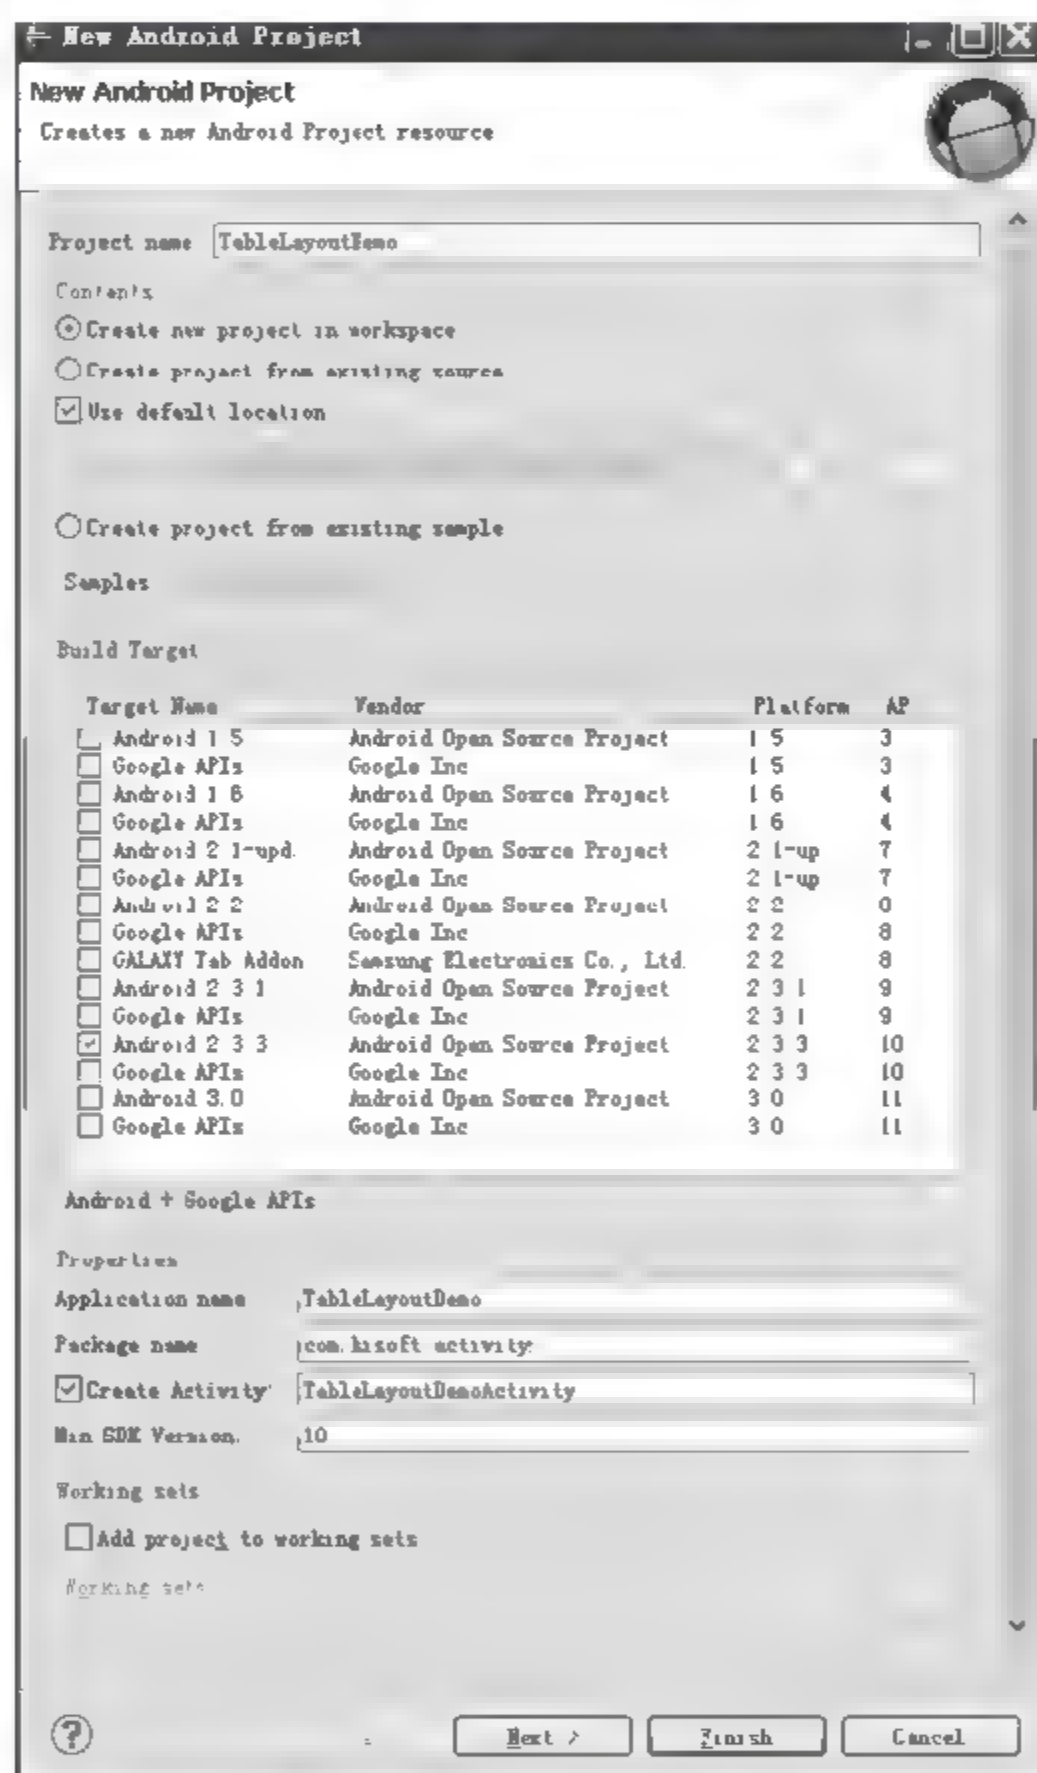 New Android Project
New Android Project
Creates a new Android Project resource
Project name TableLayoutDemo
Contents
Create new project in workspace
Create project from existing source
Use default location
Create project from existing sample
Samples
Build Target
Target Name Vendor Platform AP
Android 1 5 Android Open Source Project 1 5 3
Google APIs Google Inc 1 5 3
Android 1 6 Android Open Source Project 1 6 4
Google APIs Google Inc 1 6 4
Android 2 1-upd. Android Open Source Project 2 1-up 7
Google APIs Google Inc 2 1-up 7
Android 2 2 Android Open Source Project 2 2 8
Google APIs Google Inc 2 2 8
GALAXY Tab Addon Samsung Electronics Co., Ltd. 2 2 8
Android 2 3 1 Android Open Source Project 2 3 1 9
Google APIs Google Inc 2 3 1 9
Android 2 3 3 Android Open Source Project 2 3 3 10
Google APIs Google Inc 2 3 3 10
Android 3.0 Android Open Source Project 3 0 11
Google APIs Google Inc 3 0 11
Android + Google APIs
Properties
Application name TableLayoutDemo
Package name com.hisoft activity
Create Activity: TableLayoutDemoActivity
Min SDK Version. 10
Working sets
Add project to working sets
Working sets
? Next > Finish Cancel